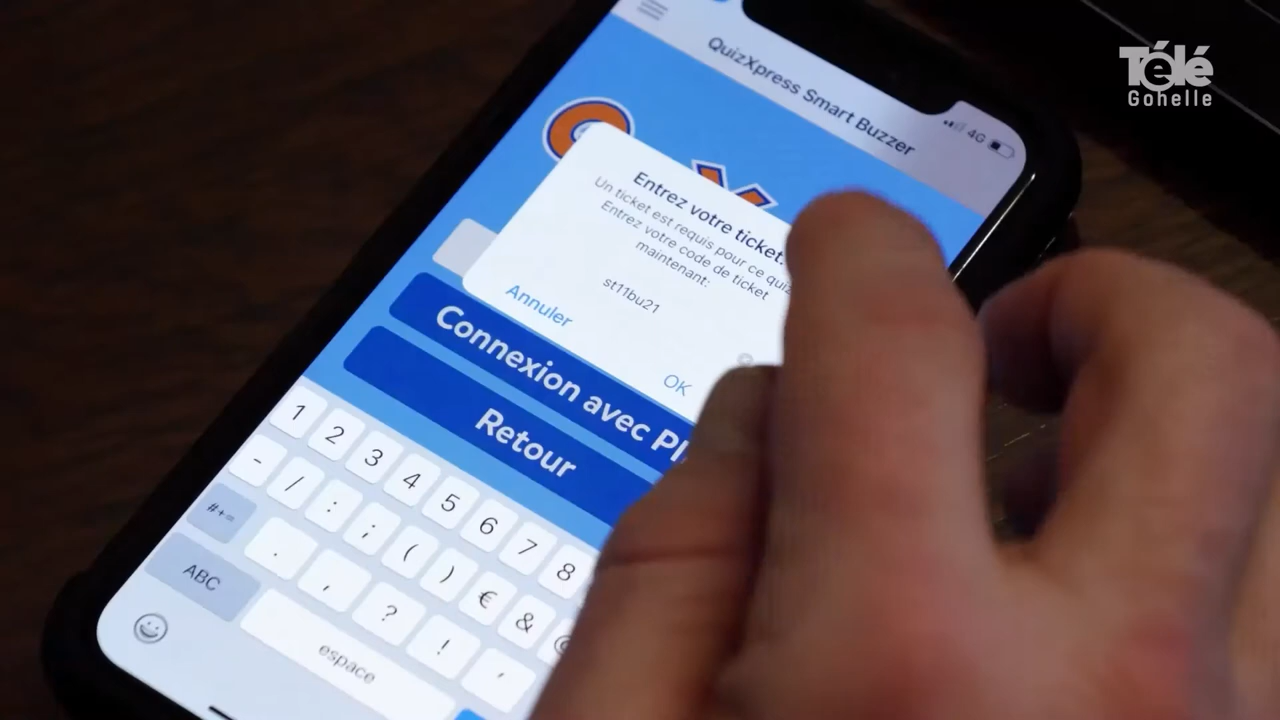 Télé
Gohelle
QuizXpress Smart Buzzer
4G
Entrez votre ticket.
Un ticket est requis pour ce quiz
Entrez votre code de ticket
maintenant:
st11bu21
Annuler
OK
Connexion avec
Retour
1 2 3 4 5 6 7 8
- / : ; ( ) € &
#+= . , ? ! '
ABC
espace